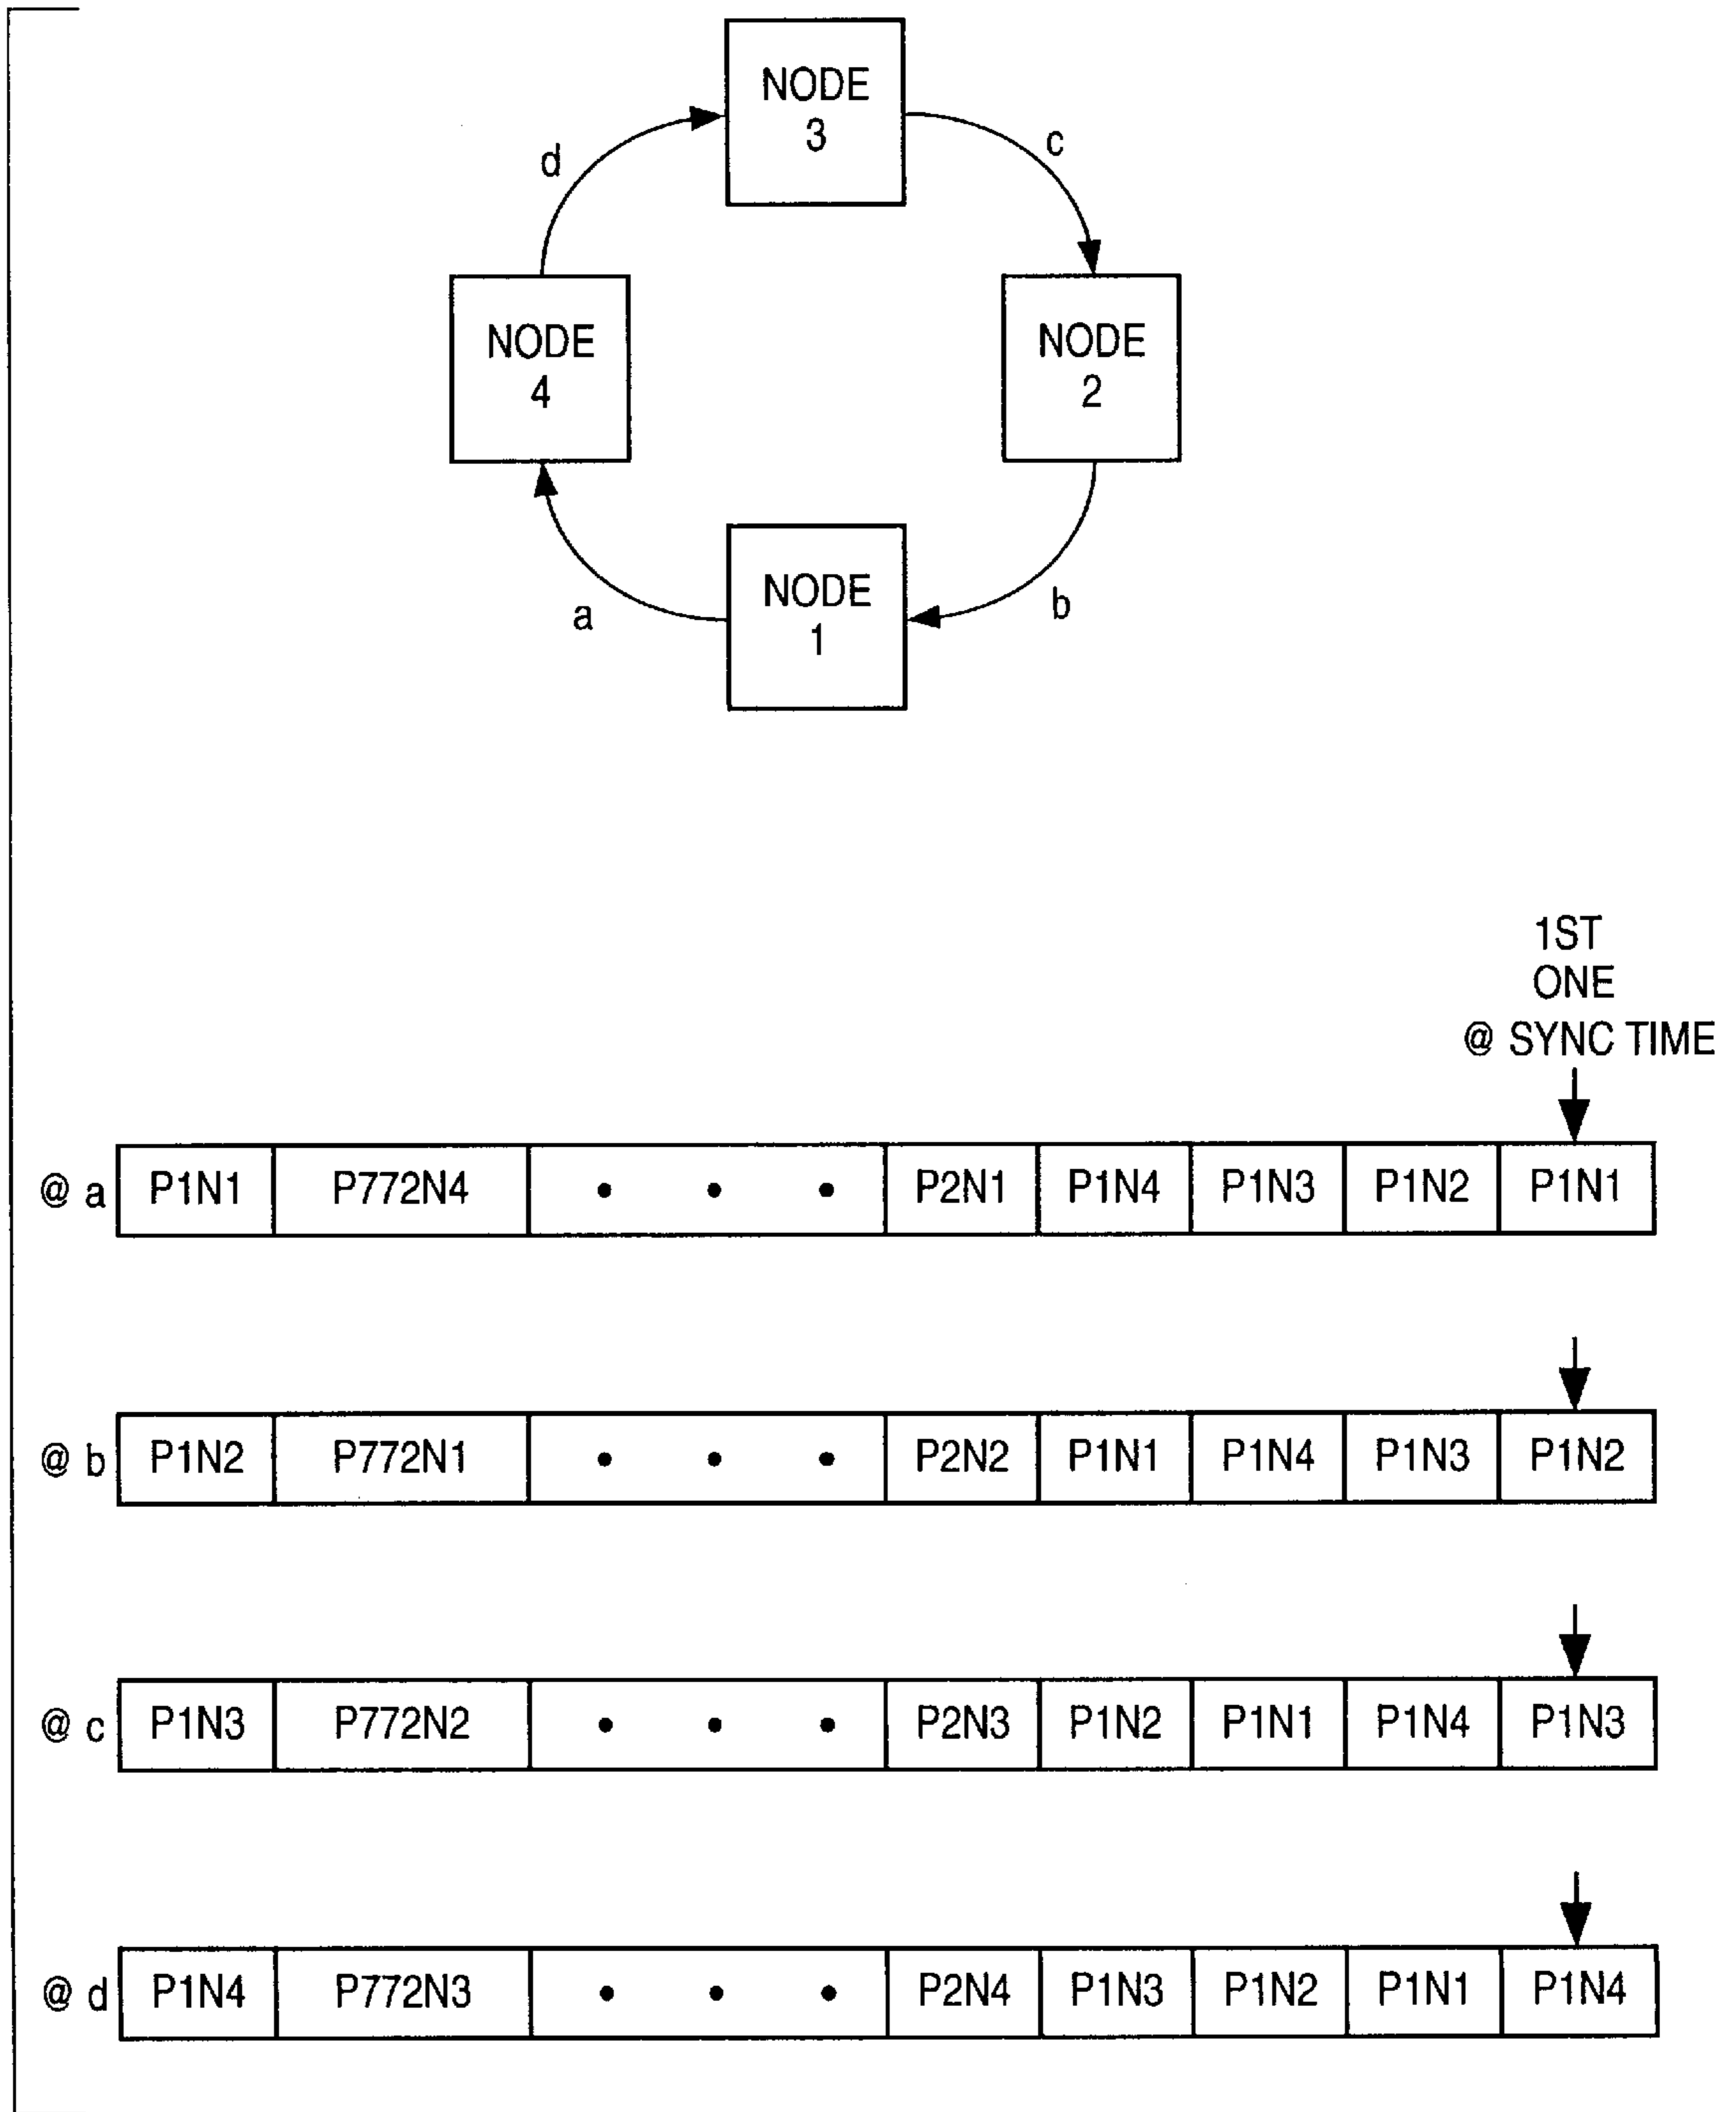 NODE
3
d
c
NODE
4
NODE
2
a
b
NODE
1
1ST
ONE
@ SYNC TIME
@ a P1N1 P772N4 • • • P2N1 P1N4 P1N3 P1N2 P1N1
@ b P1N2 P772N1 • • • P2N2 P1N1 P1N4 P1N3 P1N2
@ c P1N3 P772N2 • • • P2N3 P1N2 P1N1 P1N4 P1N3
@ d P1N4 P772N3 • • • P2N4 P1N3 P1N2 P1N1 P1N4